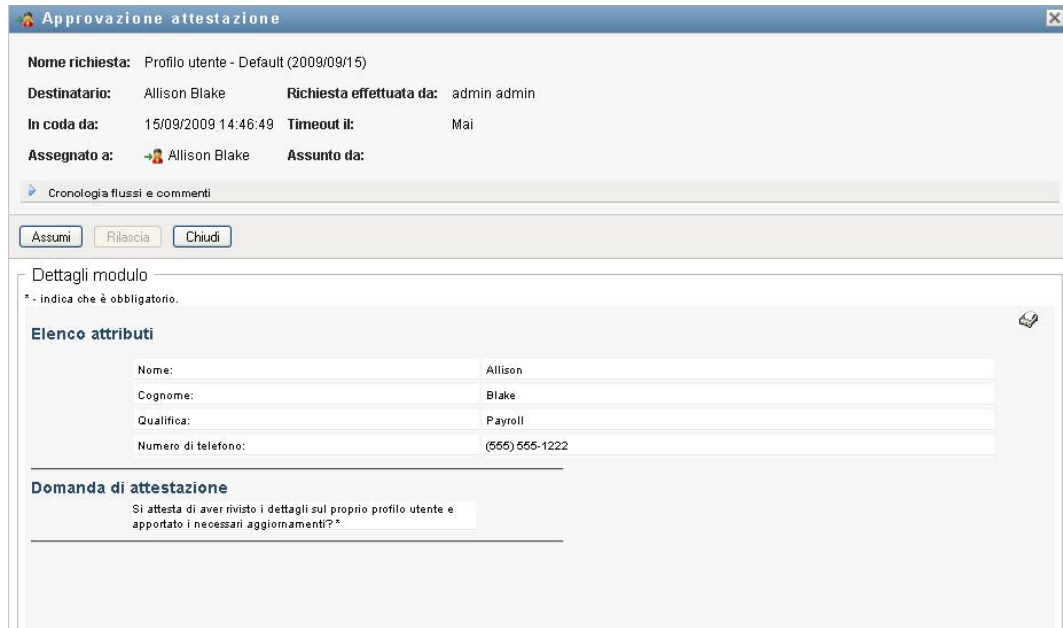 Approvazione attestazione
Nome richiesta: Profilo utente - Default (2009/09/15)
Destinatario: Allison Blake Richiesta effettuata da: admin admin
In coda da: 15/09/2009 14:46:49 Timeout il: Mai
Assegnato a: Allison Blake Assunto da:
Cronologia flussi e commenti
Assumi Rilascia Chiudi
Dettagli modulo
* - indica che è obbligatorio.
Elenco attributi
Nome: Allison
Cognome: Blake
Qualifica: Payroll
Numero di telefono: (555) 555-1222
Domanda di attestazione
Si attesta di aver rivisto i dettagli sul proprio profilo utente e
apportato i necessari aggiornamenti?*